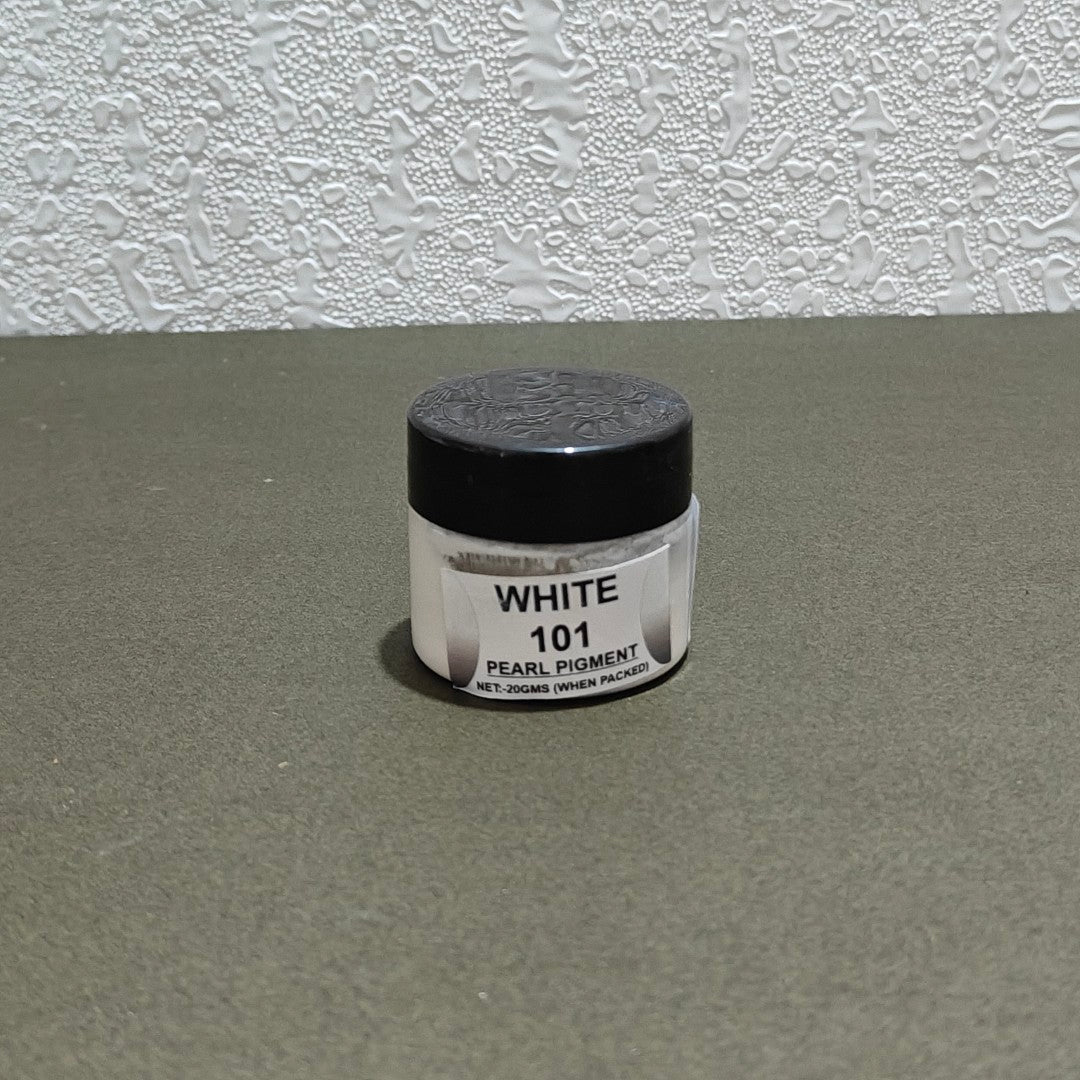 WHITE
101
PEARL PIGMENT
NET:-20GMS (WHEN PACKED)